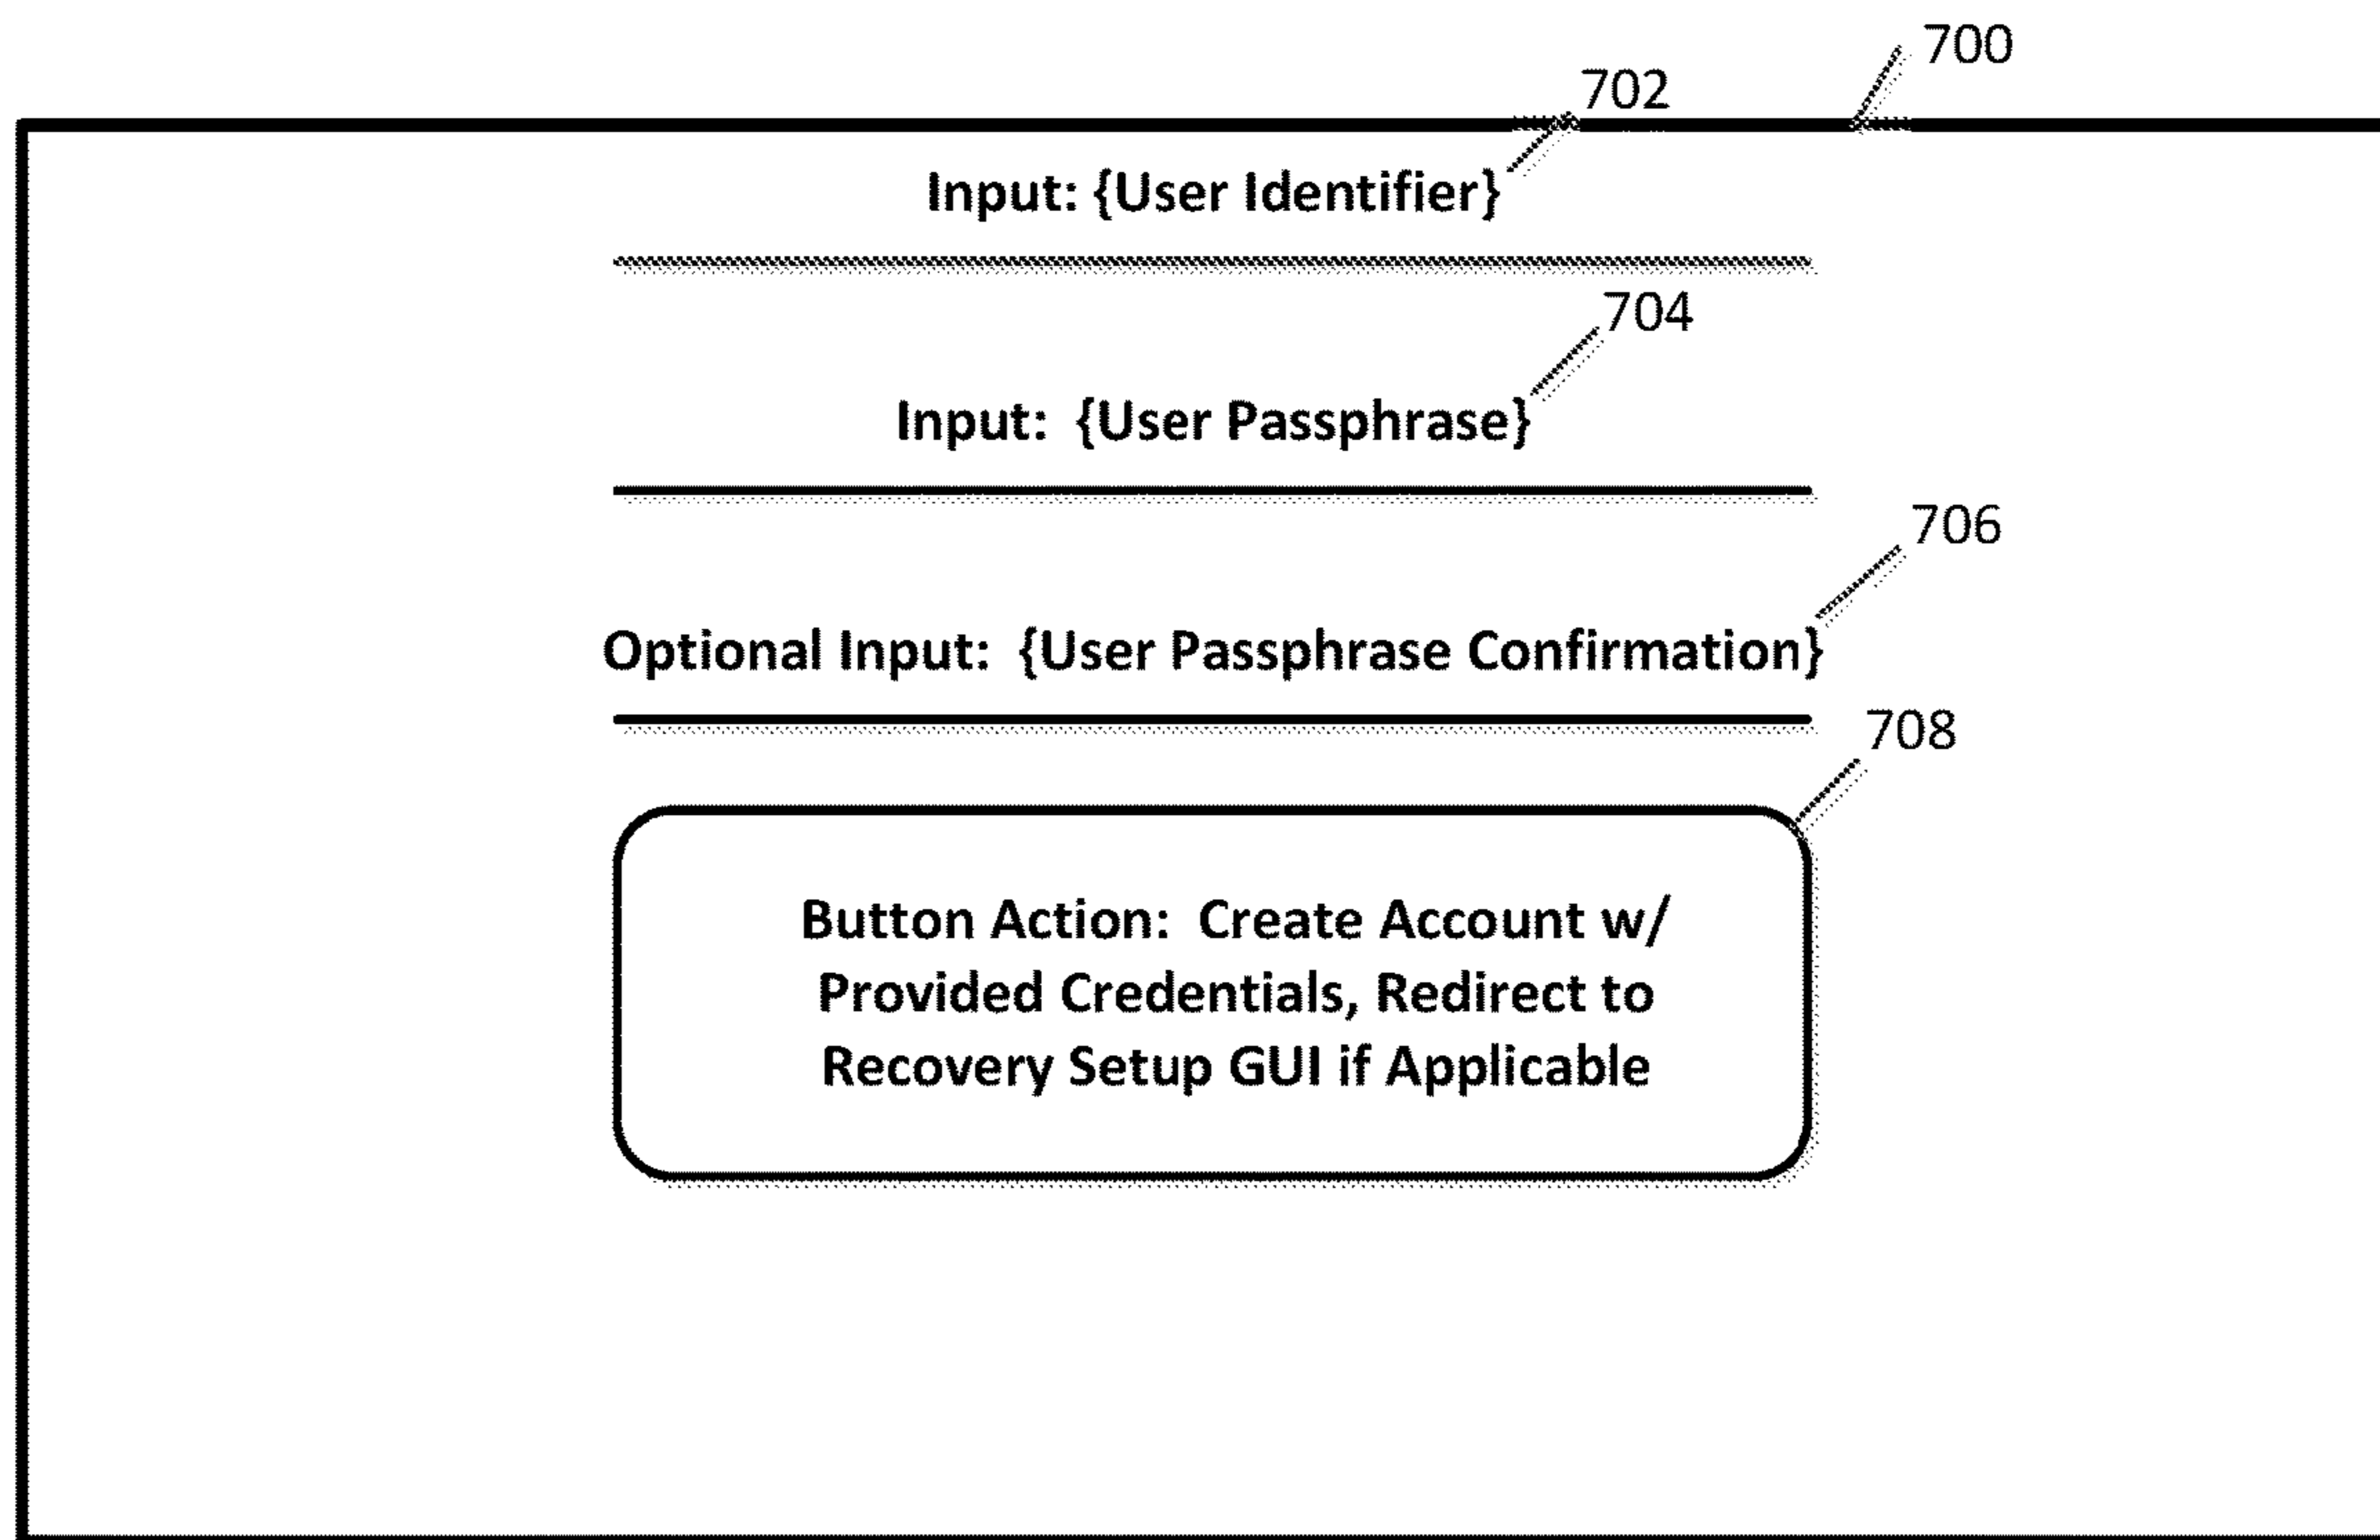 700
702
Input: {User Identifier}
704
Input:  {User Passphrase}
706
Optional Input:  {User Passphrase Confirmation}
708
Button Action:  Create Account w/
Provided Credentials, Redirect to
Recovery Setup GUI if Applicable